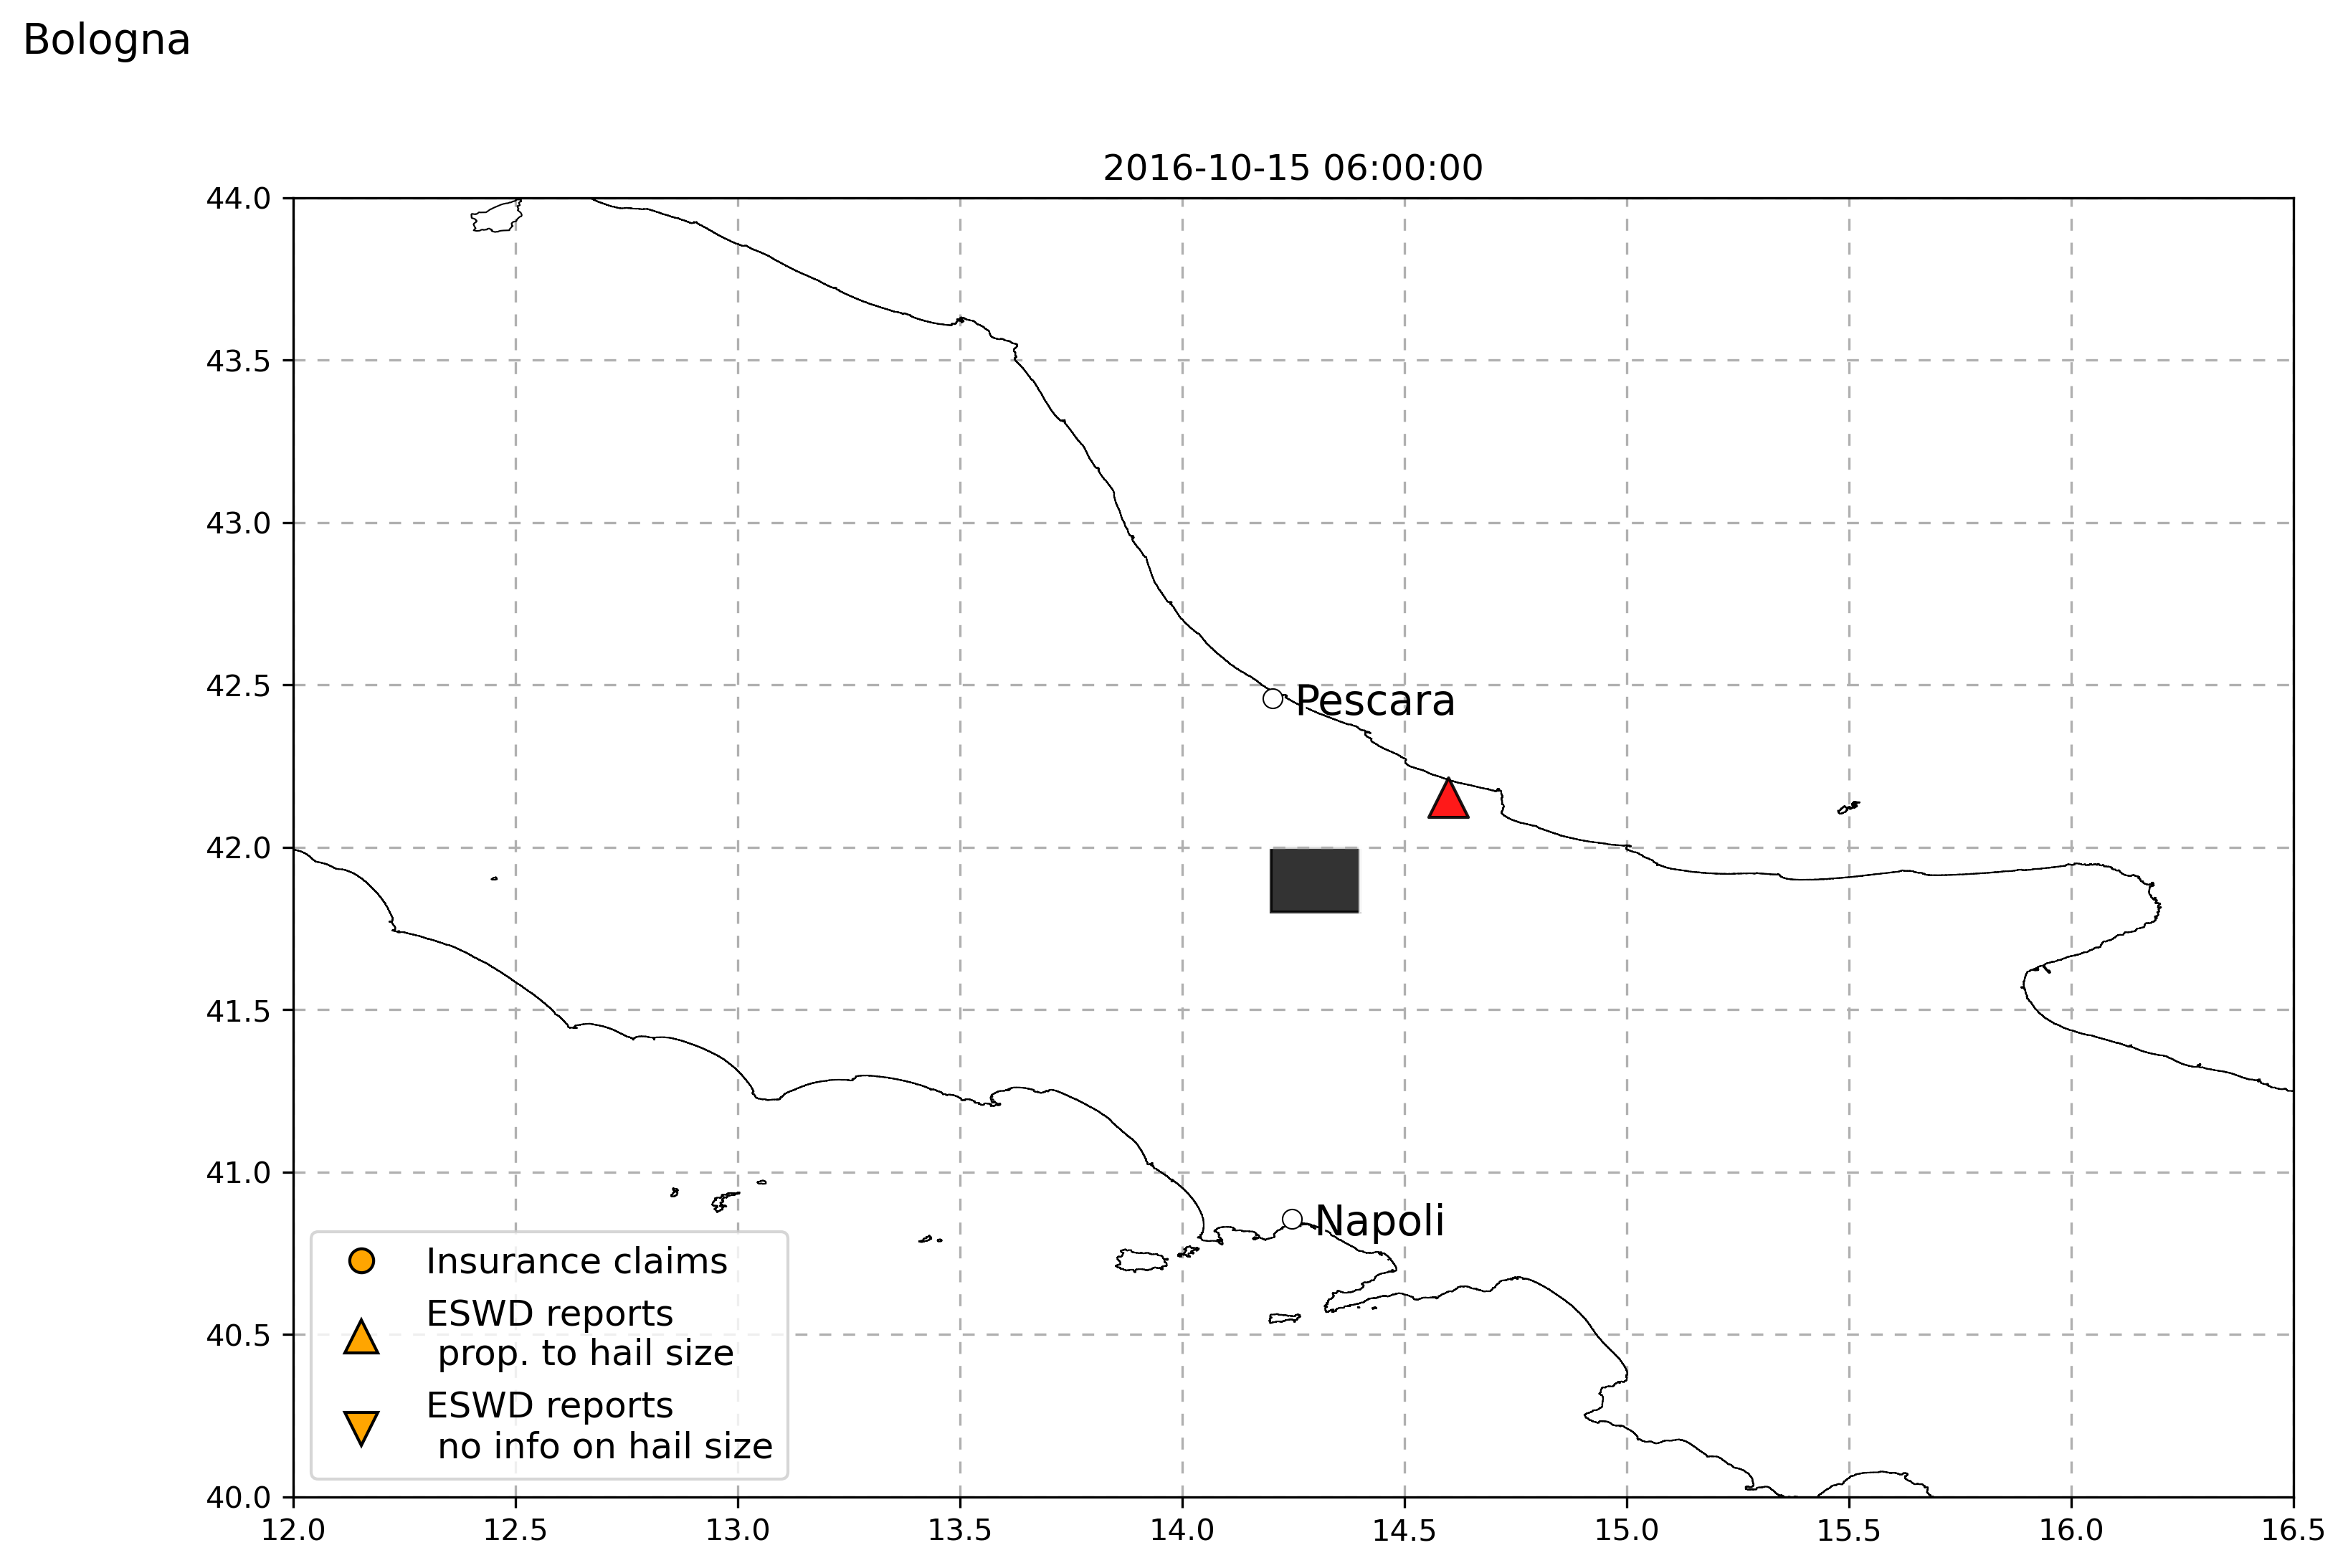 Bologna
2016-10-15 06:00:00
44.0
43.5
43.0
42.5
Pescara
42.0
41.5
41.0
Napoli
Insurance claims
ESWD reports
prop. to hail size
40.5
ESWD reports
no info on hail size
40.0
12.0 12.5 13.0 13.5 14.0 14.5 15.0 15.5 16.0 16.5